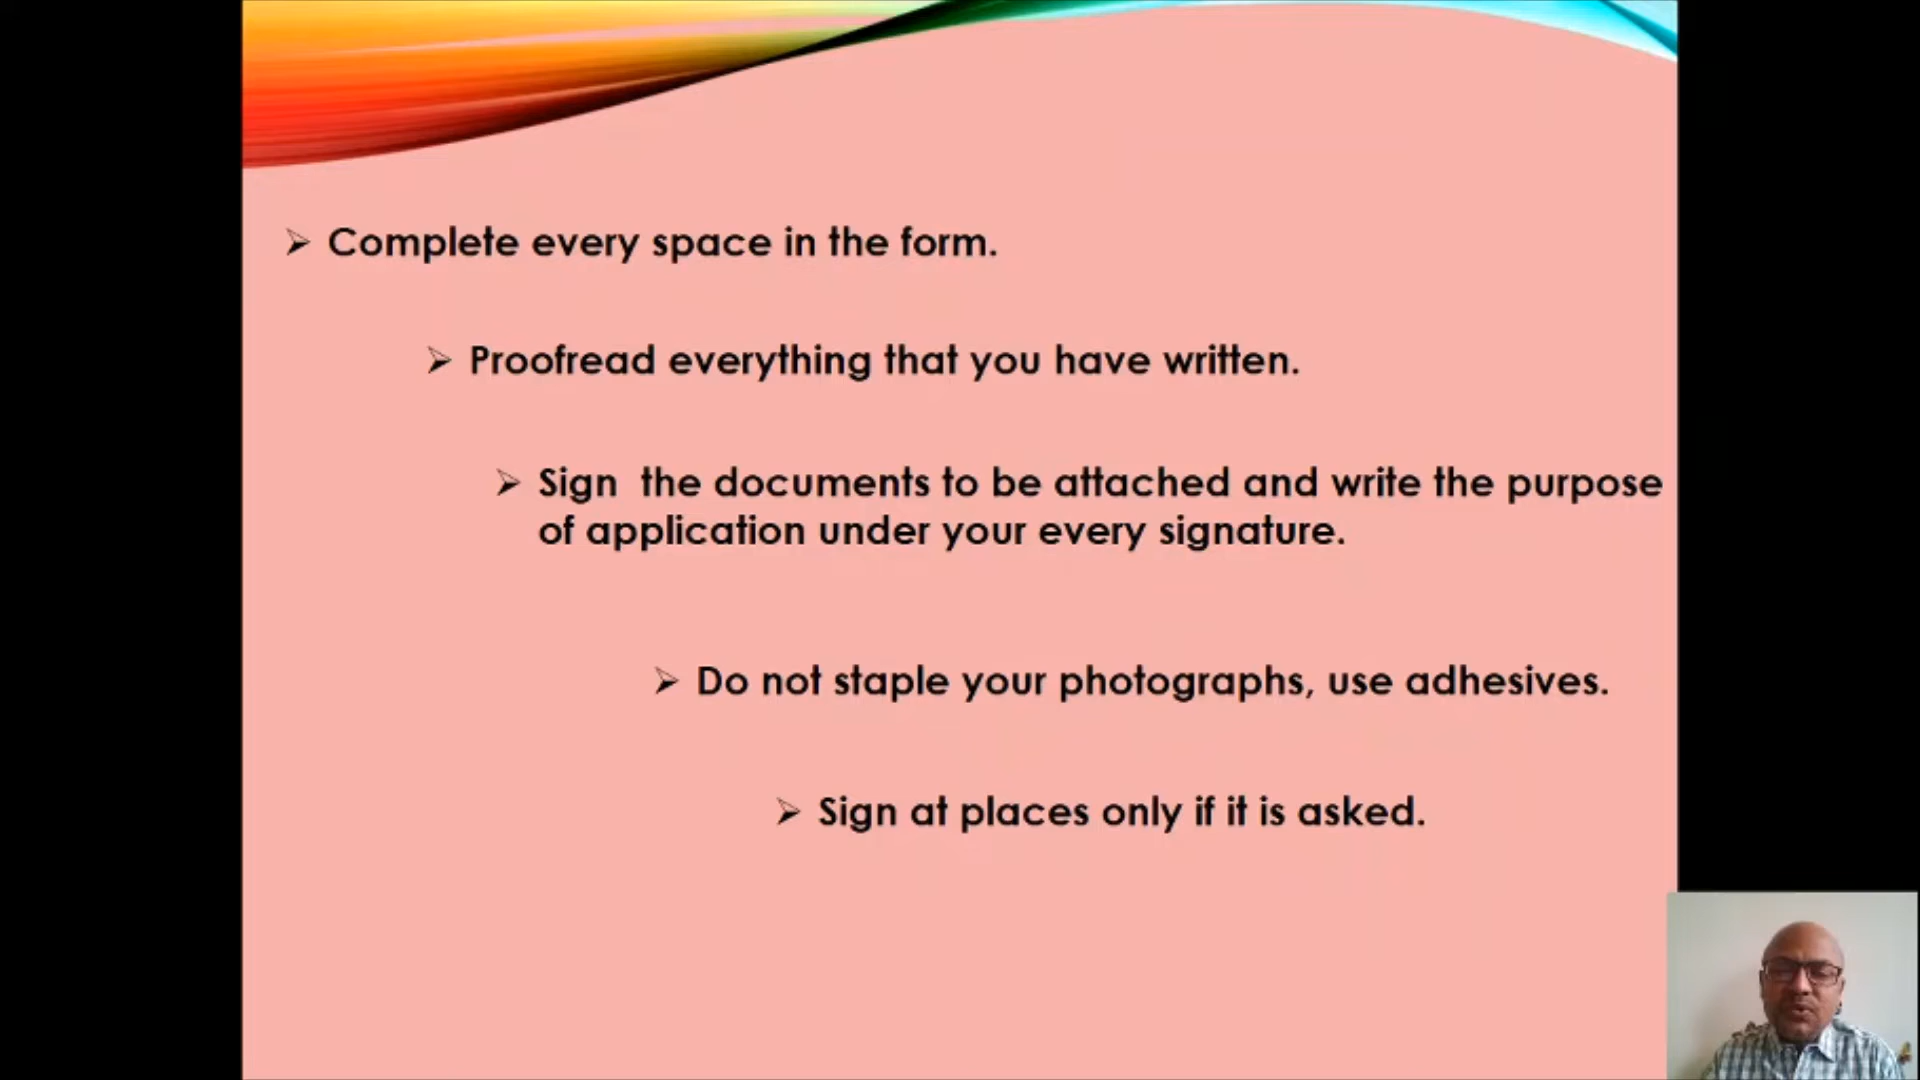 ➢ Complete every space in the form.
➢ Proofread everything that you have written.
➢ Sign  the documents to be attached and write the purpose
of application under your every signature.
➢ Do not staple your photographs, use adhesives.
➢ Sign at places only if it is asked.